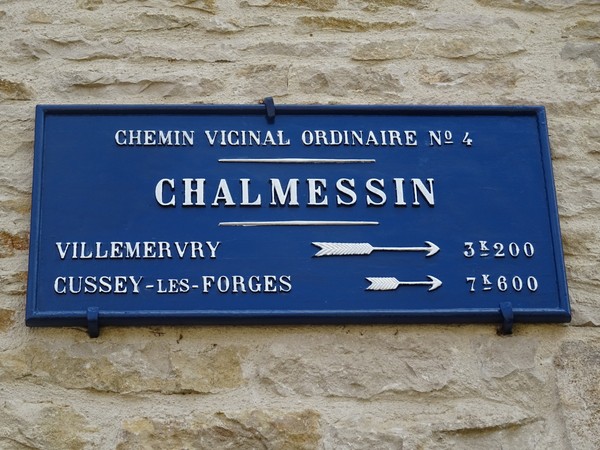 CHEMIN VICINAL ORDINAIRE Nº 4
CHALMESSIN
VILLEMERVRY 3K200
CUSSEY-LES-FORGES 7K600